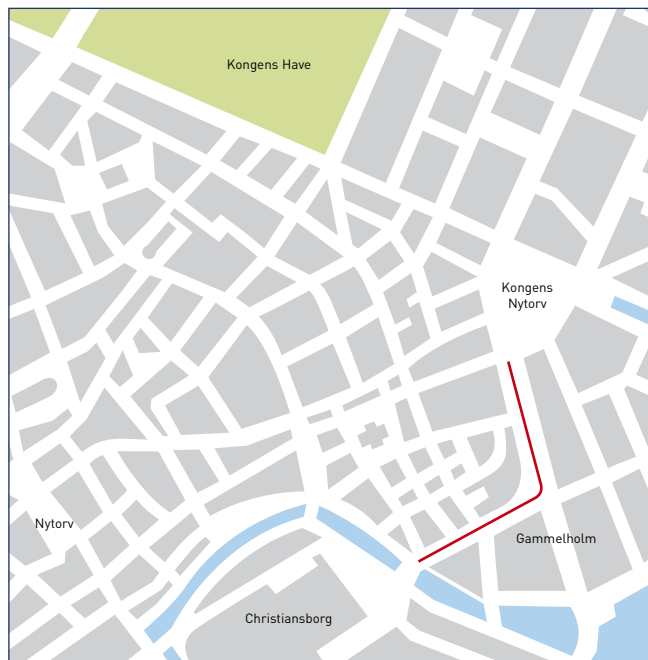 Kongens Have
Kongens
Nytorv
Nytorv
Gammelholm
Christiansborg